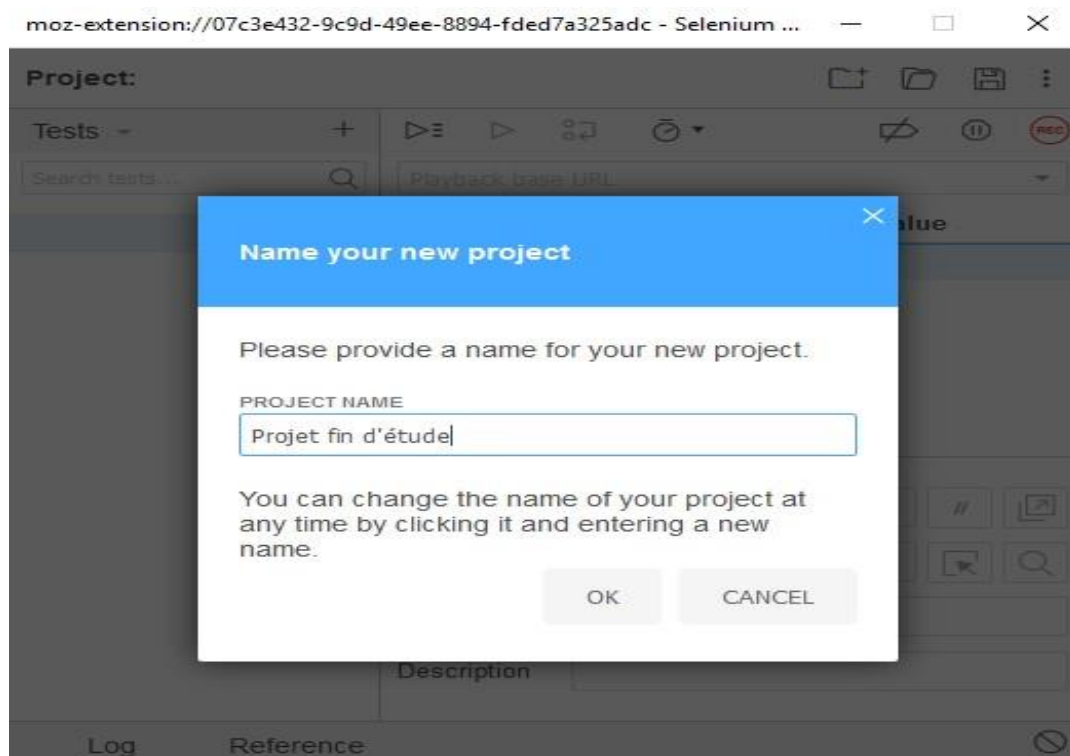 moz-extension://07c3e432-9c9d-49ee-8894-fded7a325adc - Selenium ...
Project:
Tests
Search tests...
Playback base URL
alue
Name your new project
Please provide a name for your new project.
PROJECT NAME
Projet fin d'étude
You can change the name of your project at
any time by clicking it and entering a new
name.
OK
CANCEL
Description
Log
Reference
REC
//